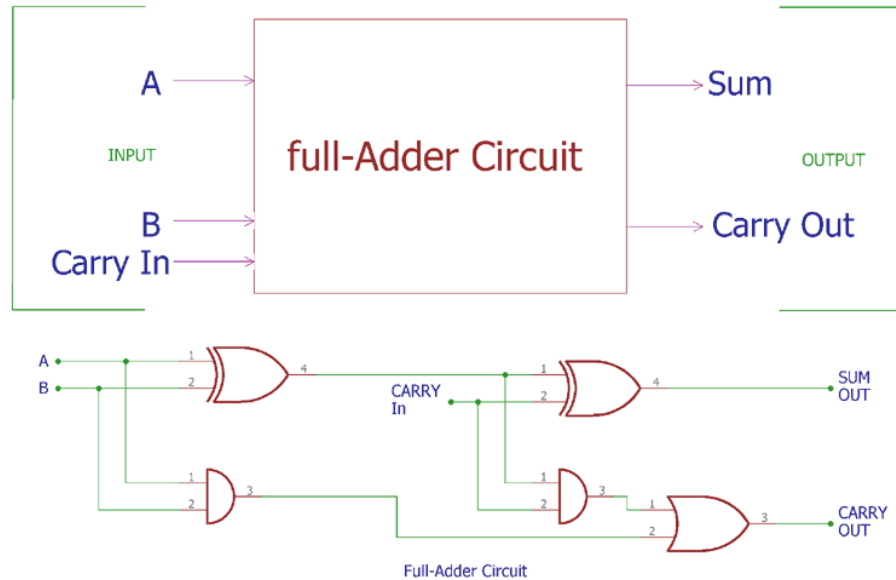 A
Sum
INPUT
full-Adder Circuit
OUTPUT
B
Carry Out
Carry In
A
1
4
1
4
SUM
OUT
B
2
CARRY
In
2
1
3
1
3
1
2
2
2
3
CARRY
OUT
Full-Adder Circuit